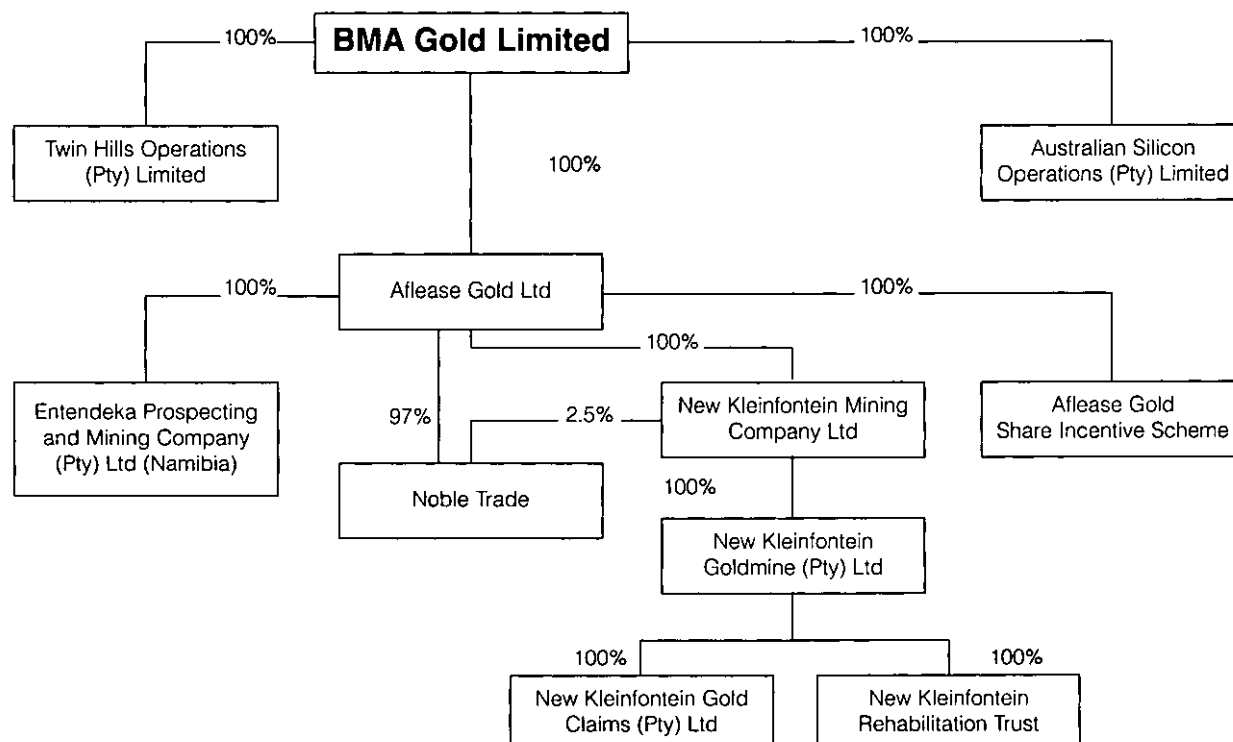 100%
BMA Gold Limited
100%
Twin Hills Operations
(Pty) Limited
100%
Australian Silicon
Operations (Pty) Limited
100%
Aflease Gold Ltd
100%
100%
Entendeka Prospecting
and Mining Company
(Pty) Ltd (Namibia)
97%
2.5%
New Kleinfontein Mining
Company Ltd
Aflease Gold
Share Incentive Scheme
Noble Trade
100%
New Kleinfontein
Goldmine (Pty) Ltd
100%
100%
New Kleinfontein Gold
Claims (Pty) Ltd
New Kleinfontein
Rehabilitation Trust